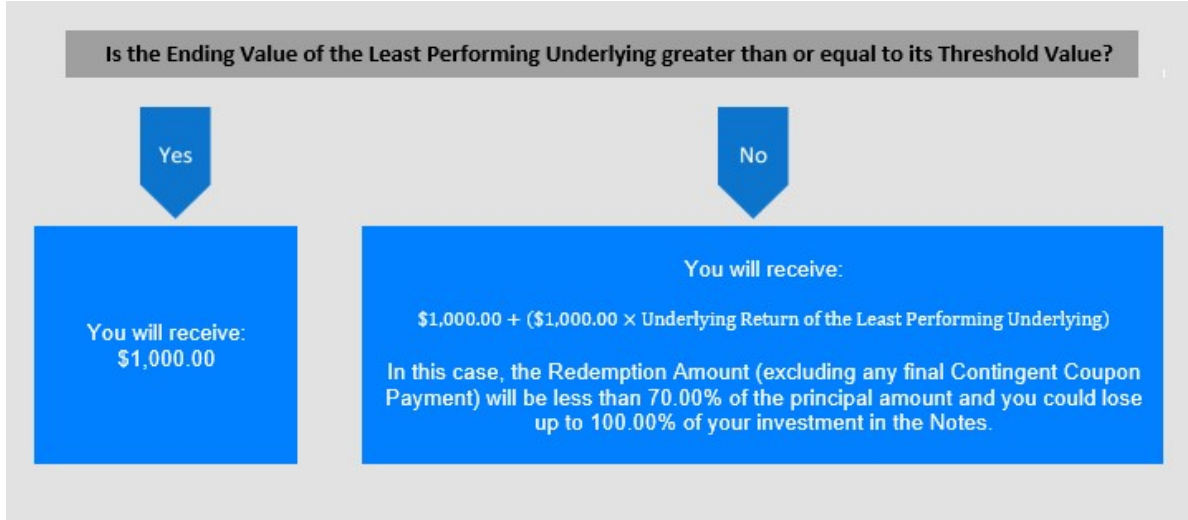 Is the Ending Value of the Least Performing Underlying greater than or equal to its Threshold Value?
Yes
No
You will receive:
$1,000.00
You will receive:
$1,000.00 + ($1,000.00 × Underlying Return of the Least Performing Underlying)
In this case, the Redemption Amount (excluding any final Contingent Coupon
Payment) will be less than 70.00% of the principal amount and you could lose
up to 100.00% of your investment in the Notes.